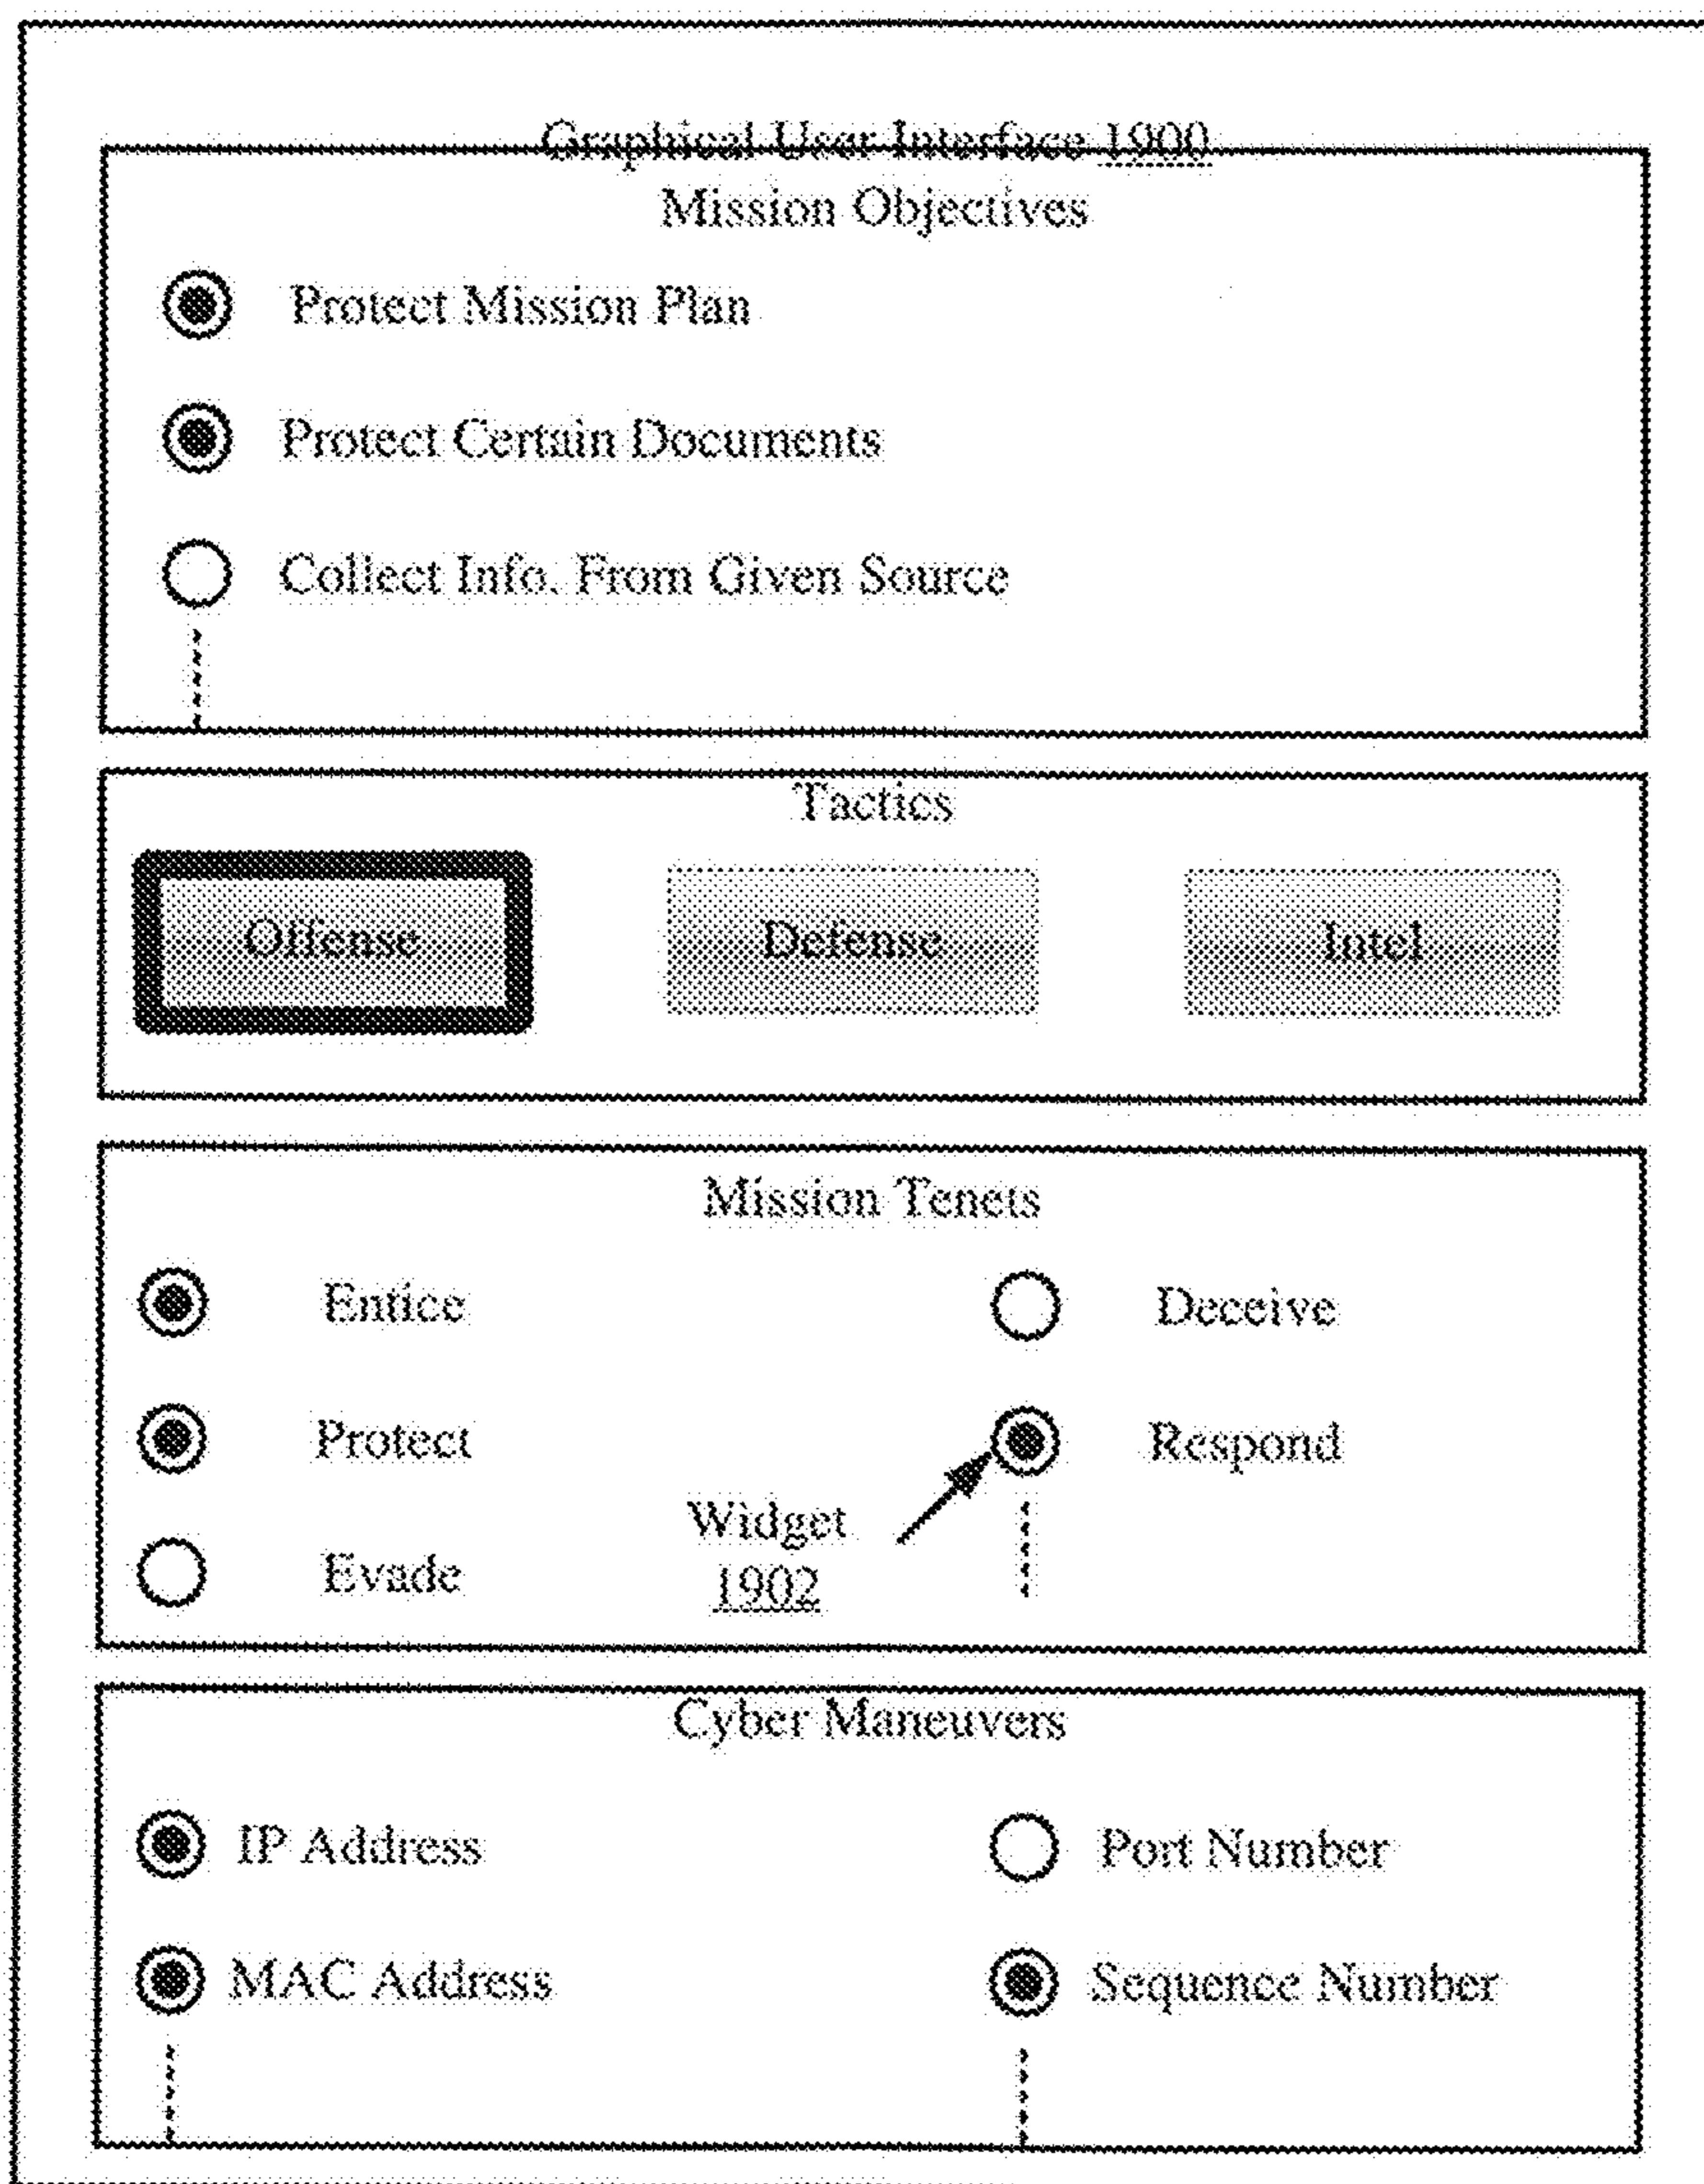 Graphical User Interface 1900
Mission Objectives
Protect Mission Plan
Protect Certain Documents
Collect Info. From Given Source
Tactics
Offense Defense Intel
Mission Tenets
Entice Deceive
Protect Respond
Widget
1902
Evade
Cyber Maneuvers
IP Address Port Number
MAC Address Sequence Number